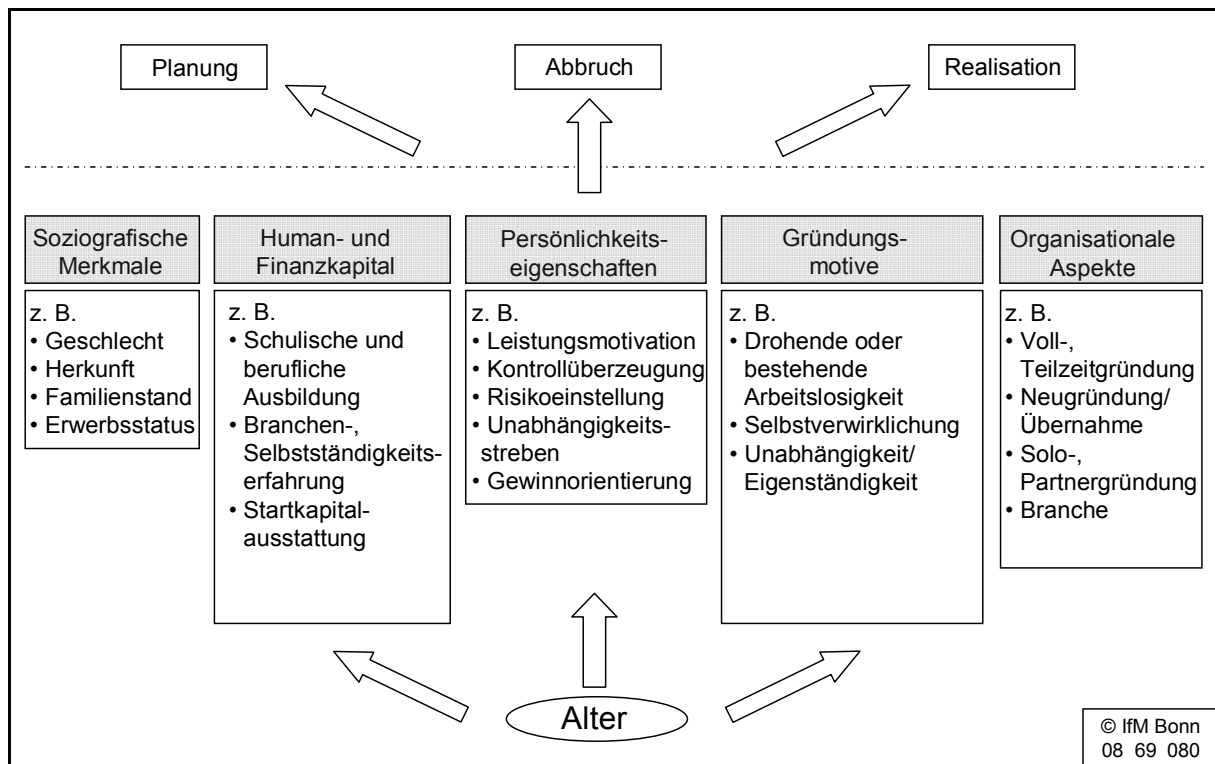 Planung
Abbruch
Realisation
Soziografische
Merkmale
z. B.
• Geschlecht
• Herkunft
• Familienstand
• Erwerbsstatus
Human- und
Finanzkapital
z. B.
• Schulische und
berufliche
Ausbildung
• Branchen-,
Selbstständigkeits-
erfahrung
• Startkapital-
ausstattung
Persönlichkeits-
eigenschaften
z. B.
• Leistungsmotivation
• Kontrollüberzeugung
• Risikoeinstellung
• Unabhängigkeits-
streben
• Gewinnorientierung
Gründungs-
motive
z. B.
• Drohende oder
bestehende
Arbeitslosigkeit
• Selbstverwirklichung
• Unabhängigkeit/
Eigenständigkeit
Organisationale
Aspekte
z. B.
• Voll-,
Teilzeitgründung
• Neugründung/
Übernahme
• Solo-,
Partnergründung
• Branche
Alter
© IfM Bonn
08 69 080